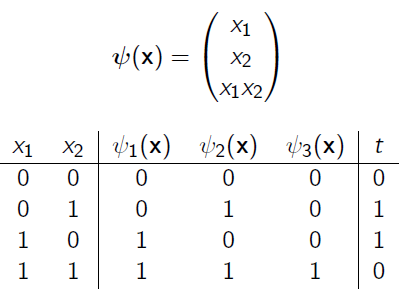 ψ(x) = (x₁
x₂
x₁x₂)
x₁ x₂ ψ₁(x) ψ₂(x) ψ₃(x) t
0 0 0 0 0 0
0 1 0 1 0 1
1 0 1 0 0 1
1 1 1 1 1 0